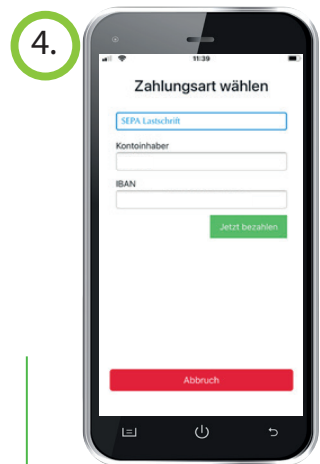 4.
11:39
Zahlungsart wählen
SEPA Lastschrift
Kontoinhaber
IBAN
Jetzt bezahlen
Abbruch